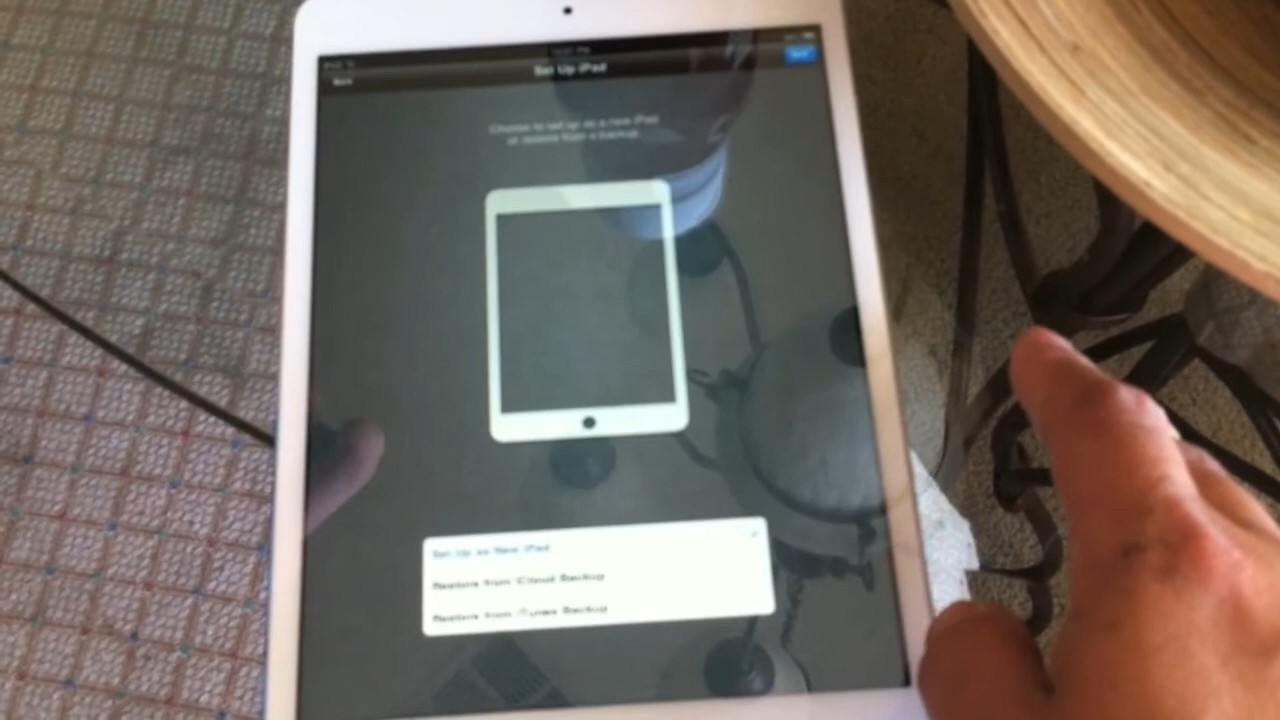 Set Up iPad
Choose to set up as a new iPad
or restore from a backup.
Set Up as New iPad
Restore from iCloud Backup
Restore from iTunes Backup